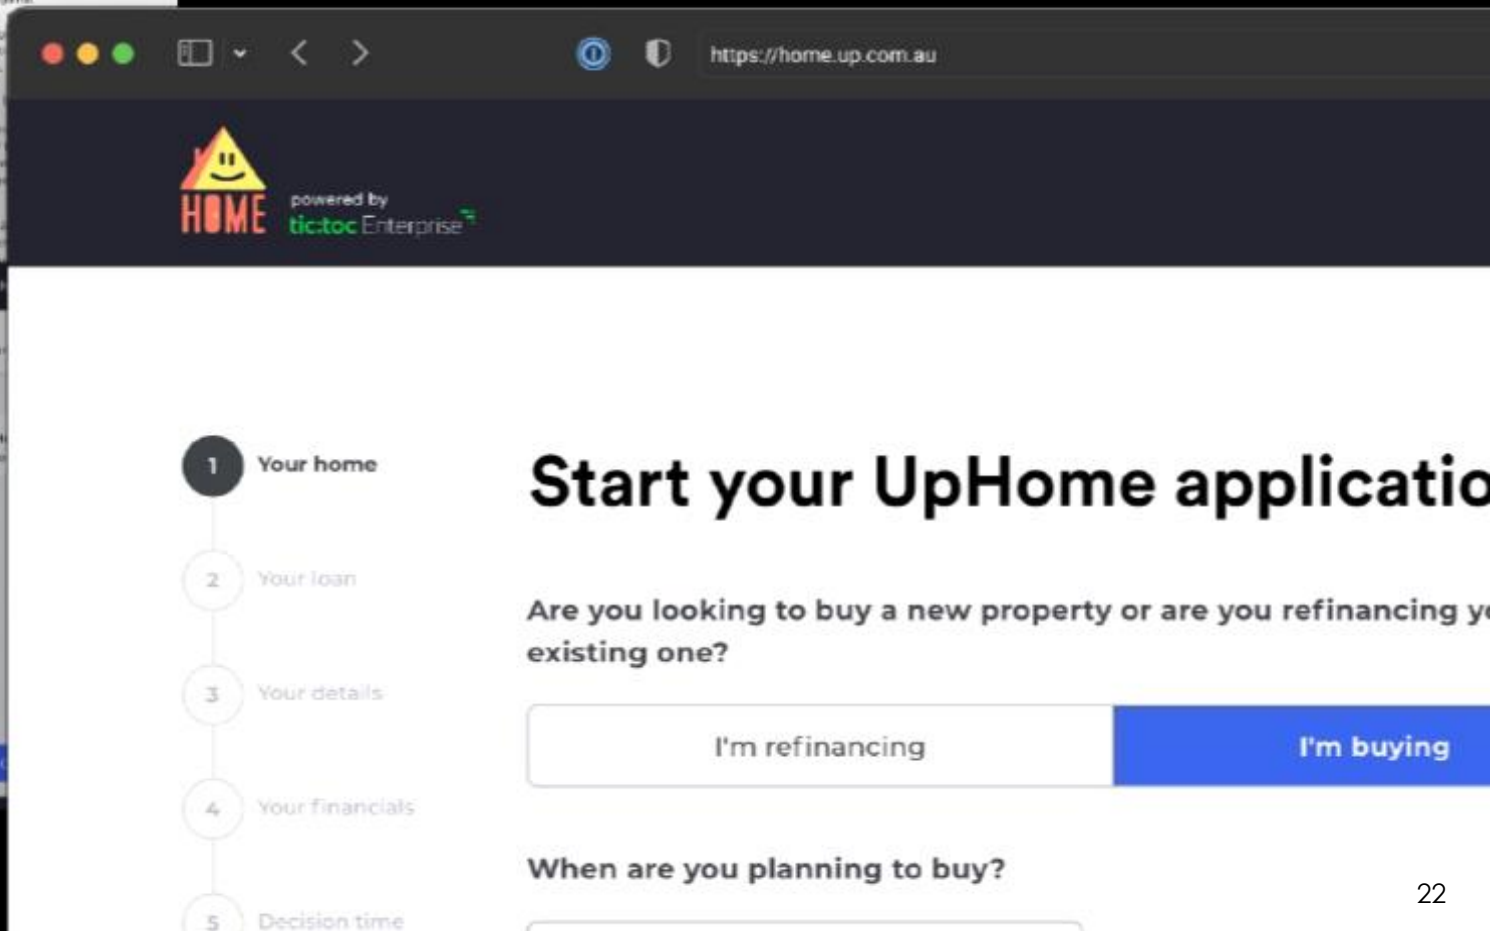 https://home.up.com.au
HOME
powered by
tic:toc Enterprise
1 Your home
2 Your loan
3 Your details
4 Your financials
5 Decision time
Start your UpHome applicatio
Are you looking to buy a new property or are you refinancing yo
existing one?
I'm refinancing
I'm buying
When are you planning to buy?
22